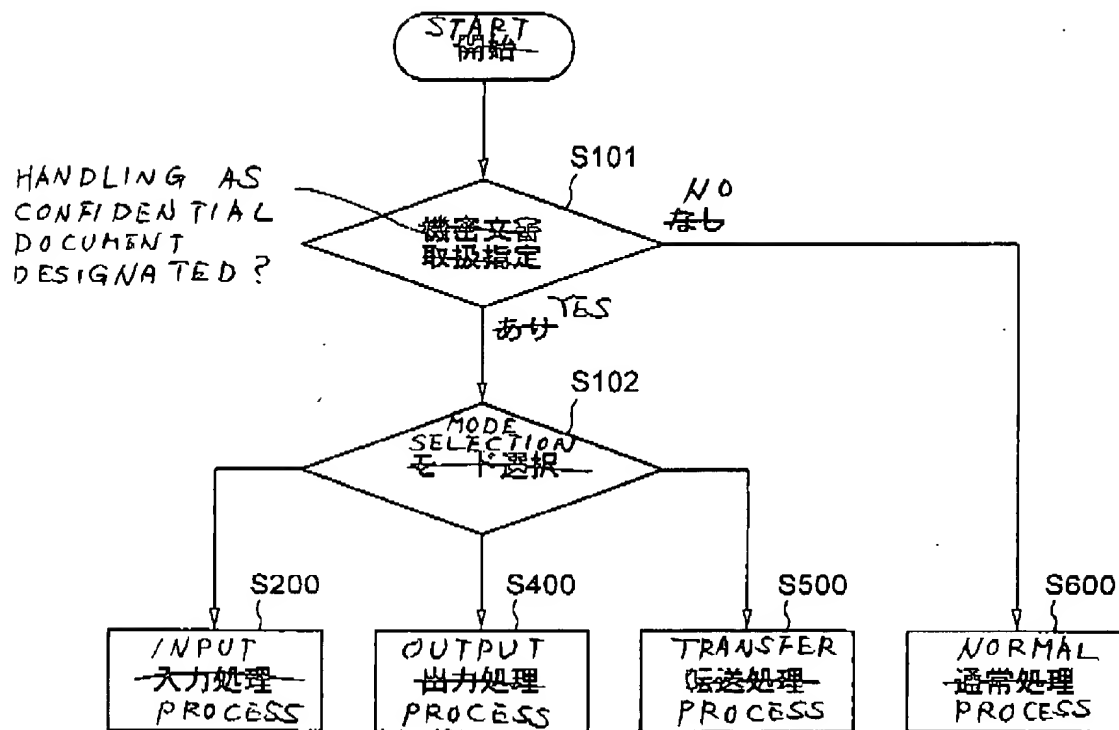 START
開始
S101
HANDLING AS
CONFIDENTIAL
DOCUMENT
DESIGNATED?
機密文書
取扱指定
NO
なし
YES
あり
S102
MODE
SELECTION
モード選択
S200
S400
S500
S600
INPUT
入力処理
PROCESS
OUTPUT
出力処理
PROCESS
TRANSFER
転送処理
PROCESS
NORMAL
通常処理
PROCESS